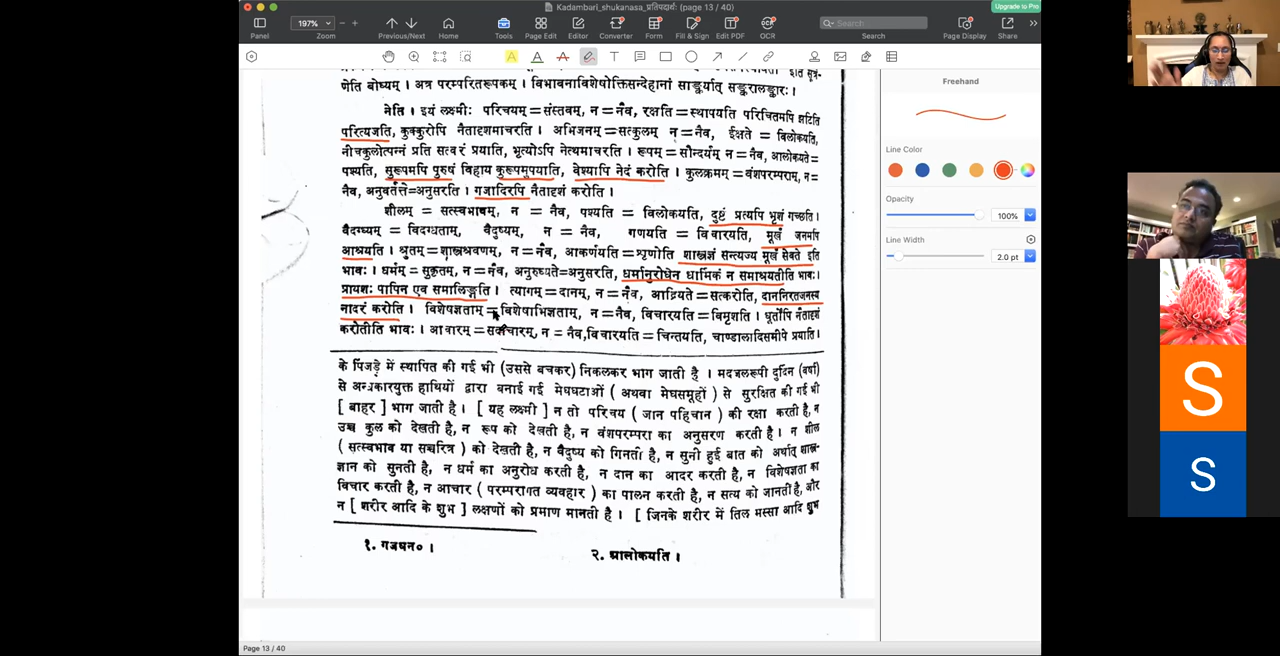 Kadambari_shukanasa_प्रतिपदार्थः (page 13 / 40)
Upgrade to Pro
197%
Search
Panel Zoom Previous/Next Home Tools Page Edit Editor Converter Form Fill & Sign Edit PDF OCR Search Page Display Share
णेति बोध्यम् । अत्र परम्परितरूपकम् । विभावनाविशेषोक्तिसन्देहानां साङ्कर्यात् सङ्करालङ्कारः।
नेति । इयं लक्ष्मीः परिचयम् = संस्तवम्, न = नैव, रक्षति = स्थापयति परिचितमपि झटिति
परित्यजति, कुक्कुरोपि नैतादृशमाचरति । अभिजनम् = सत्कुलम् न = नैव, ईक्षते = विलोकयति,
नीचकुलोत्पन्नं प्रति सत्वरं प्रयाति, भृत्योऽपि नेत्थमाचरति । रूपम् = सौन्दर्यम् न = नैव, आलोकयते =
पश्यति, सुरूपमपि पुरुषं विहाय कुरूपमुपयाति, वेश्यापि नेदं करोति । कुलक्रमम् = वंशपरम्पराम्, न =
नैव, अनुवर्तते = अनुसरति । गजादिरपि नैतादृशं करोति ।
शीलम् = सत्स्वभावम्, न = नैव, पश्यति = विलोकयति, दुष्टं प्रत्यपि भृशं गच्छति।
वैदग्ध्यम् = विदग्धताम्, वैदुष्यम्, न = नैव, गणयति = विचारयति, मूर्खं जनमपि
आश्रयति । श्रुतम् = शास्त्रश्रवणम्, न = नैव, आकर्णयति = शृणोति शास्त्रज्ञं सन्त्यज्य मूर्खं सेवते इति
भावः। धर्मम् = सुकृतम्, न = नैव, अनुरुध्यते = अनुसरति, धर्मानुरोधेन धार्मिकं न समाश्रयतीति भावः।
प्रायशः पापिन एव समालिङ्गति । त्यागम् = दानम्, न = नैव, आद्रियते = सत्करोति, दाननिरतजनस्य
नादरं करोति । विशेषज्ञताम् = विशेषाभिज्ञताम्, न = नैव, विचारयति = विमृशति । धूर्तोपि नैतादृशं
करोतीति भावः । आचारम् = सदाचारम्, न = नैव, विचारयति = चिन्तयति, चाण्डालादिसमीपे प्रयाति।
के पिंजड़े में स्थापित की गई भी (उससे बचकर) निकलकर भाग जाती है । मदजलरूपी दुर्दिन (वर्षा)
से अन्धकारयुक्त हाथियों द्वारा बनाई गई मेघघटाओं ( अथवा मेघसमूहों ) से सुरक्षित की गई भी
[ बाहर ] भाग जाती है। [ यह लक्ष्मी ] न तो परिचय ( जान पहिचान ) की रक्षा करती है, न
उच्च कुल को देखती है, न रूप को देखती है, न वंशपरम्परा का अनुसरण करती है। न शील
( सत्स्वभाव या सच्चरित्र ) को देखती है, न वैदुष्य को गिनती है, न सुनी हुई बात को अर्थात् शास्त्र-
ज्ञान को सुनती है, न धर्म का अनुरोध करती है, न दान का आदर करती है, न विशेषज्ञता का
विचार करती है, न आचार ( परम्परागत व्यवहार ) का पालन करती है, न सत्य को जानती है, और
न [ शरीर आदि के शुभ ] लक्षणों को प्रमाण मानती है । [ जिनके शरीर में तिल मस्सा आदि शुभ
१. गजघन० । २. आलोकयति ।
Page 13 / 40
Freehand
Line Color
Opacity
100%
Line Width
2.0 pt
S
S